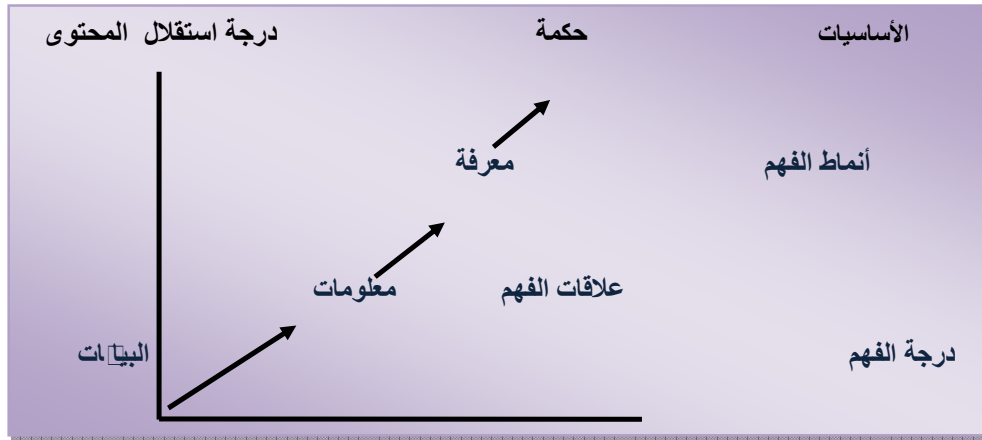 الأساسيات حكمة درجة استقلال المحتوى
أنماط الفهم معرفة
علاقات الفهم معلومات
درجة الفهم